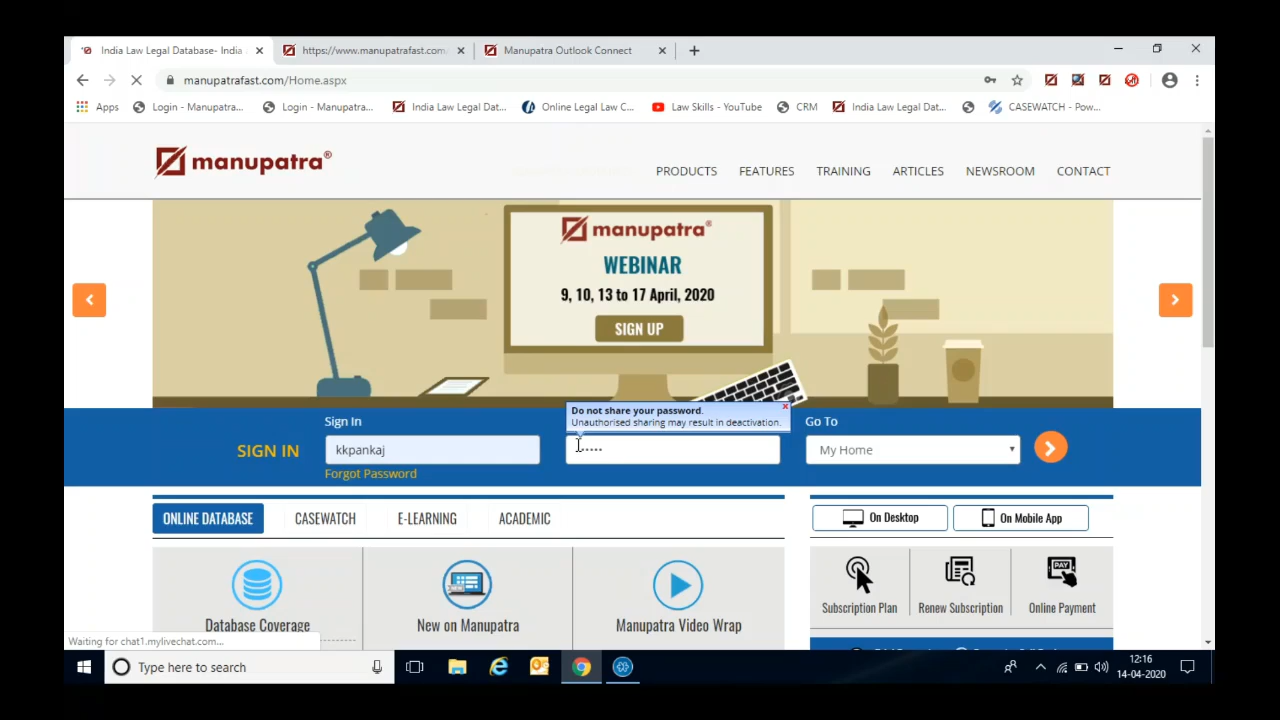 India Law Legal Database- India
https://www.manupatrafast.com
Manupatra Outlook Connect
manupatrafast.com/Home.aspx
Apps
Login - Manupatra...
Login - Manupatra...
India Law Legal Dat...
Online Legal Law C...
Law Skills - YouTube
CRM
India Law Legal Dat...
CASEWATCH - Pow...
manupatra®
PRODUCTS
FEATURES
TRAINING
ARTICLES
NEWSROOM
CONTACT
manupatra®
WEBINAR
9, 10, 13 to 17 April, 2020
SIGN UP
Do not share your password.
Unauthorised sharing may result in deactivation.
Sign In
Go To
SIGN IN
kkpankaj
My Home
Forgot Password
ONLINE DATABASE
CASEWATCH
E-LEARNING
ACADEMIC
On Desktop
On Mobile App
PAY
Database Coverage
New on Manupatra
Manupatra Video Wrap
Subscription Plan
Renew Subscription
Online Payment
Waiting for chat1.mylivechat.com...
Type here to search
12:16
14-04-2020